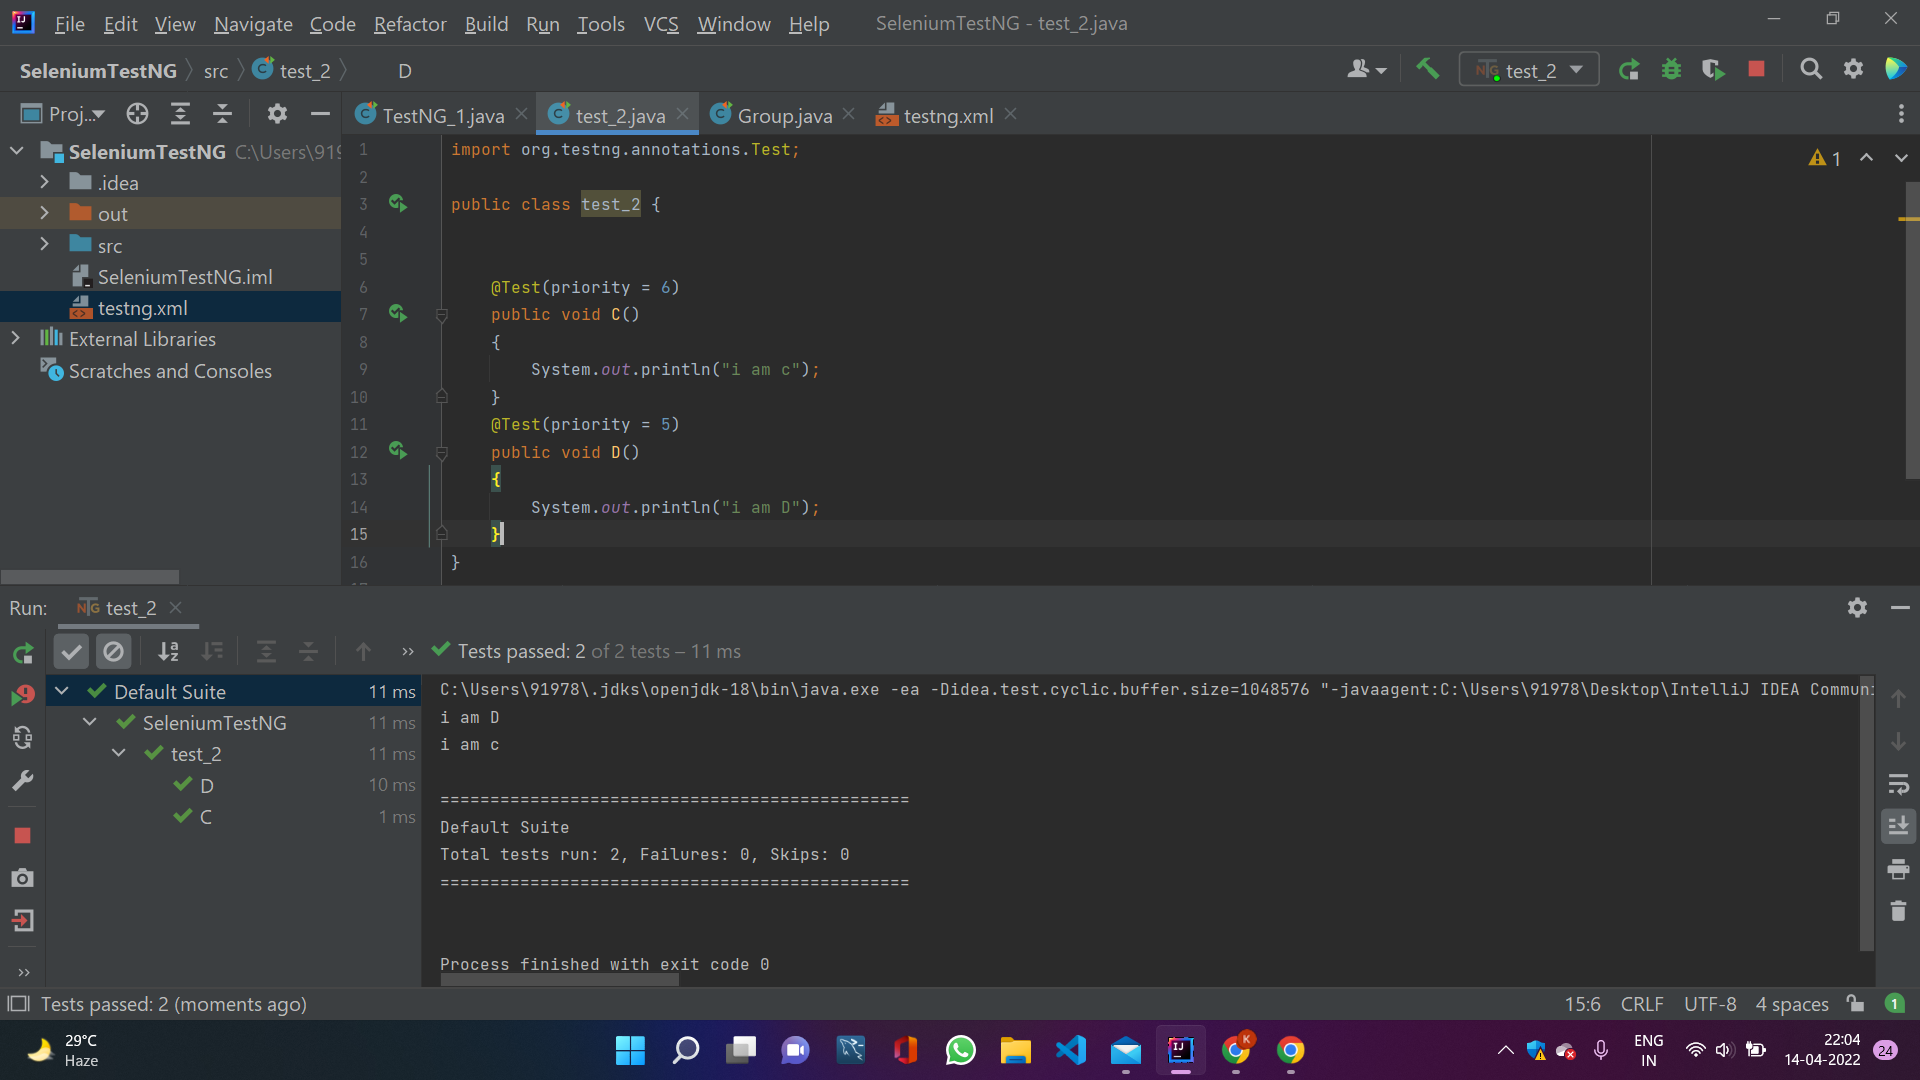 File Edit View Navigate Code Refactor Build Run Tools VCS Window Help SeleniumTestNG - test_2.java
SeleniumTestNG src test_2 D test_2
Proj... TestNG_1.java test_2.java Group.java testng.xml
SeleniumTestNG C:\Users\919
.idea
out
src
SeleniumTestNG.iml
testng.xml
External Libraries
Scratches and Consoles
1 import org.testng.annotations.Test;
2
3 public class test_2 {
4
5
6 @Test(priority = 6)
7 public void C()
8 {
9 System.out.println("i am c");
10 }
11 @Test(priority = 5)
12 public void D()
13 {
14 System.out.println("i am D");
15 }
16 }
1
Run: test_2
Tests passed: 2 of 2 tests – 11 ms
Default Suite 11 ms
SeleniumTestNG 11 ms
test_2 11 ms
D 10 ms
C 1 ms
C:\Users\91978\.jdks\openjdk-18\bin\java.exe -ea -Didea.test.cyclic.buffer.size=1048576 "-javaagent:C:\Users\91978\Desktop\IntelliJ IDEA Commun
i am D
i am c
===============================================
Default Suite
Total tests run: 2, Failures: 0, Skips: 0
===============================================
Process finished with exit code 0
Tests passed: 2 (moments ago) 15:6 CRLF UTF-8 4 spaces 1
29°C
Haze
K
ENG
IN
22:04
14-04-2022
24